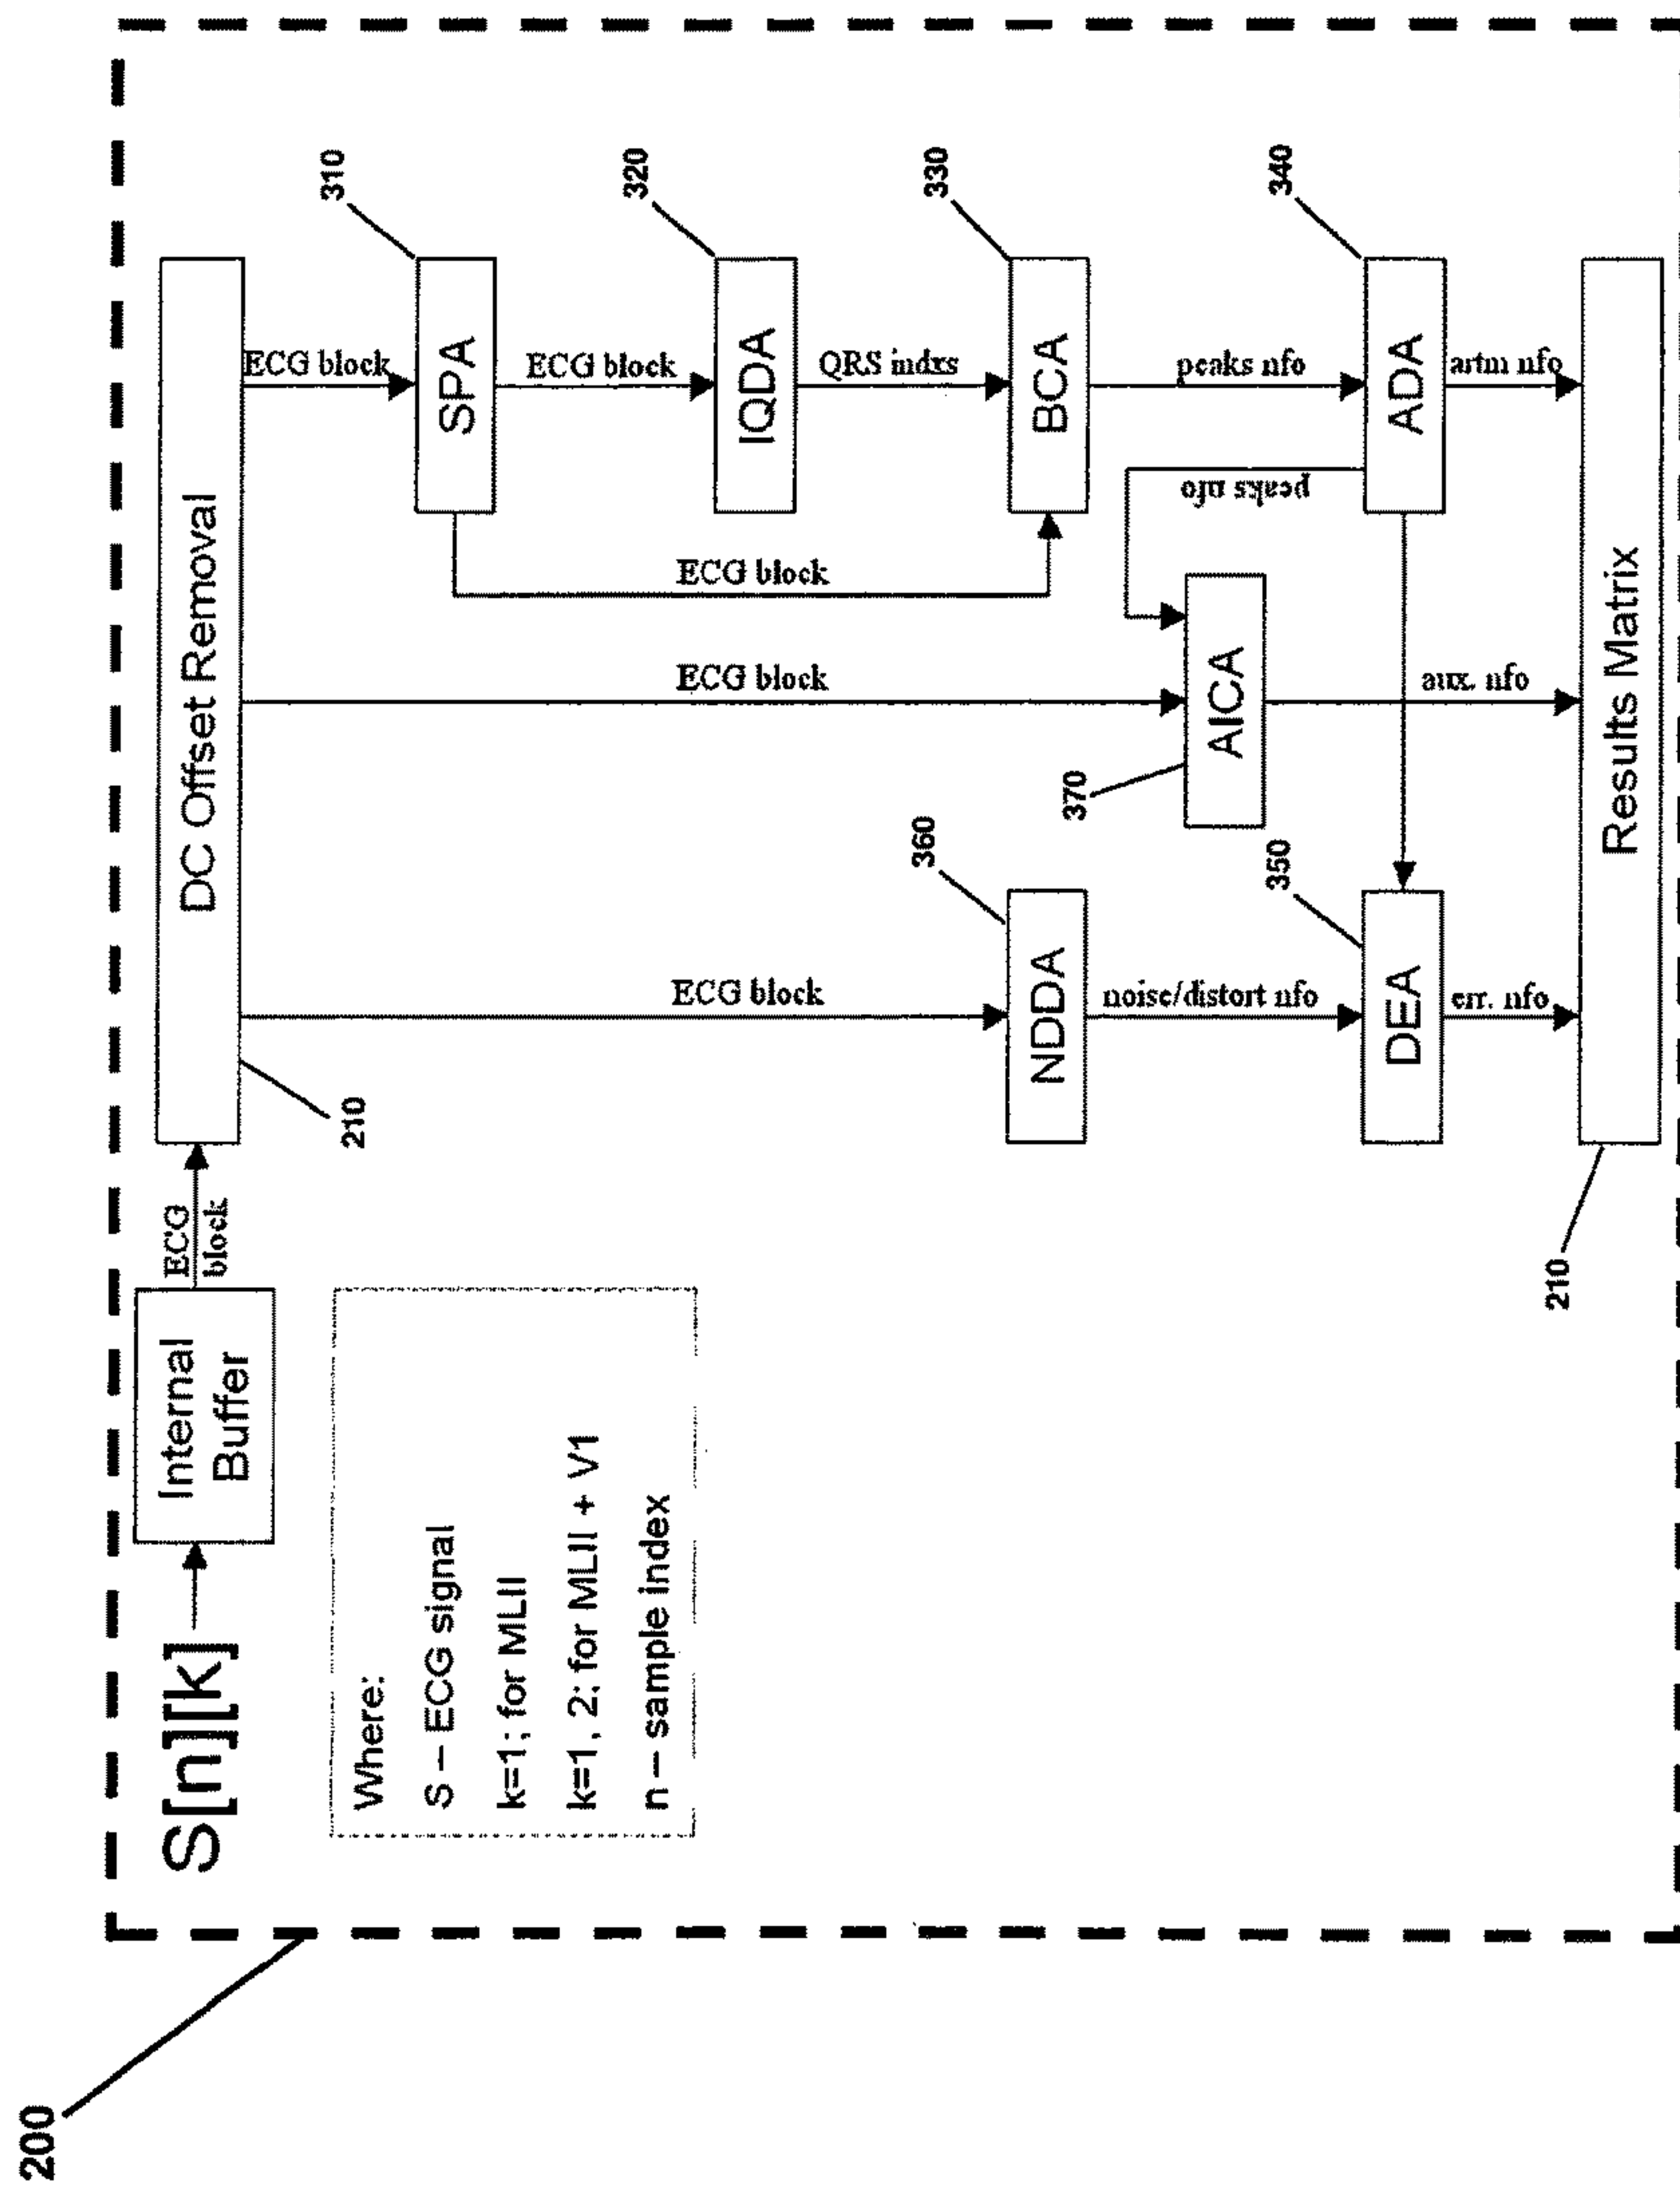 200
S[n][k]
Internal
Buffer
ECG
block
DC Offset Removal
210
Where:
S – ECG signal
k=1; for MLII
k=1, 2; for MLII + V1
n – sample index
ECG block
ECG block
ECG block
SPA
310
ECG block
ECG block
IQDA
320
QRS indxs
BCA
330
NDDA
360
peaks nfo
peaks nfo
AICA
370
noise/distort nfo
ADA
340
DEA
350
artm nfo
aux. nfo
err. nfo
Results Matrix
210